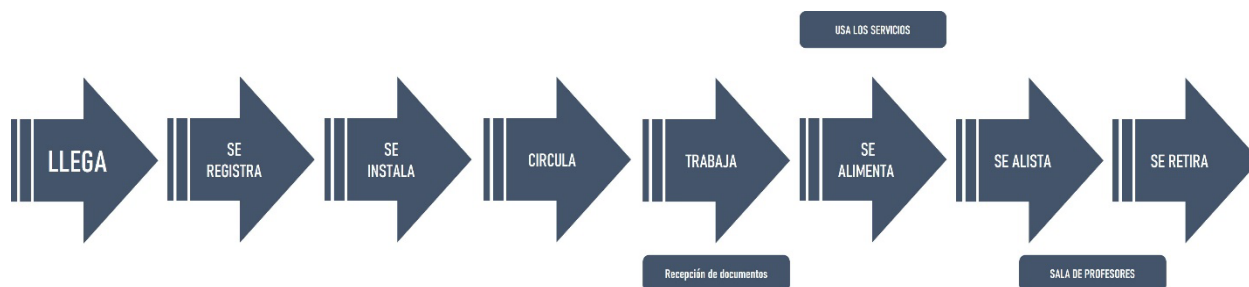 USA LOS SERVICIOS
LLEGA
SE
REGISTRA
SE
INSTALA
CIRCULA
TRABAJA
SE
ALIMENTA
SE ALISTA
SE RETIRA
Recepción de documentos
SALA DE PROFESORES